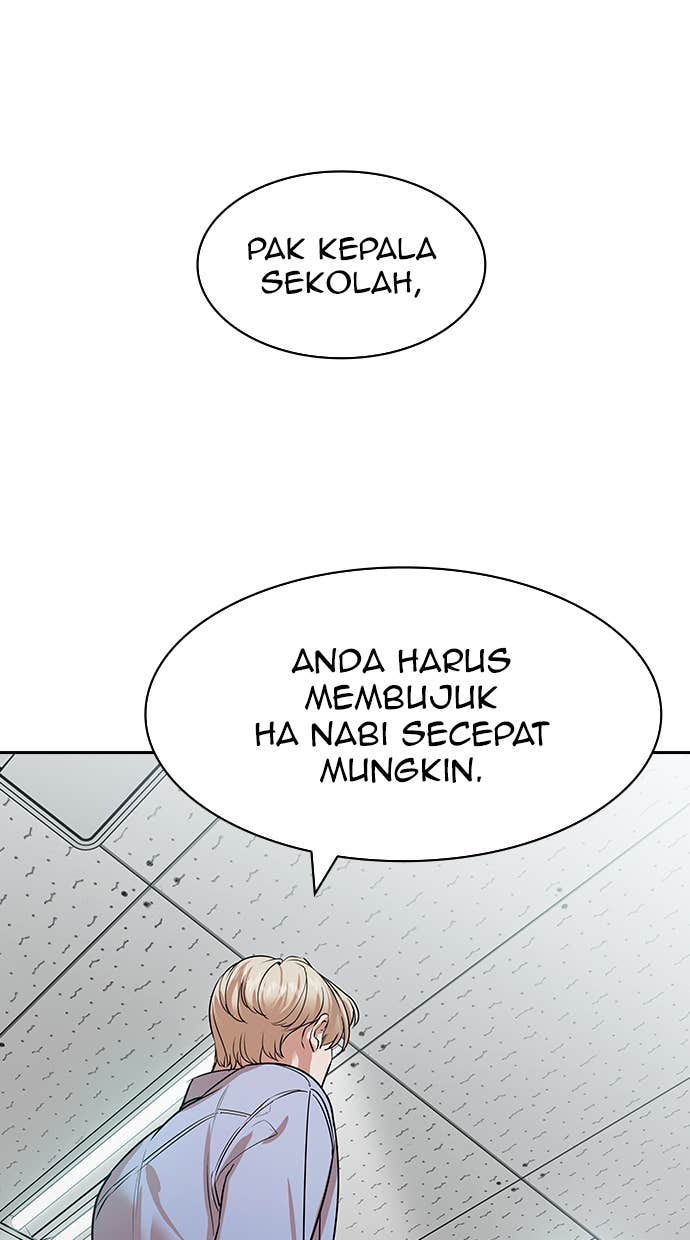 PAK KEPALA
SEKOLAH,
ANDA HARUS
MEMBUJUK
HA NABI SECEPAT
MUNGKIN.